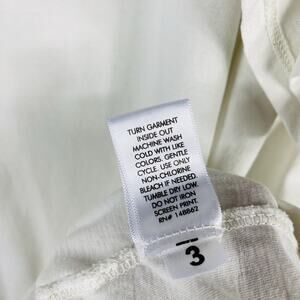 TURN GARMENT
INSIDE OUT
MACHINE WASH
COLD WITH LIKE
COLORS. GENTLE
CYCLE. USE ONLY
NON-CHLORINE
BLEACH IF NEEDED.
TUMBLE DRY LOW.
DO NOT IRON
SCREEN PRINT.
RN# 148862
3